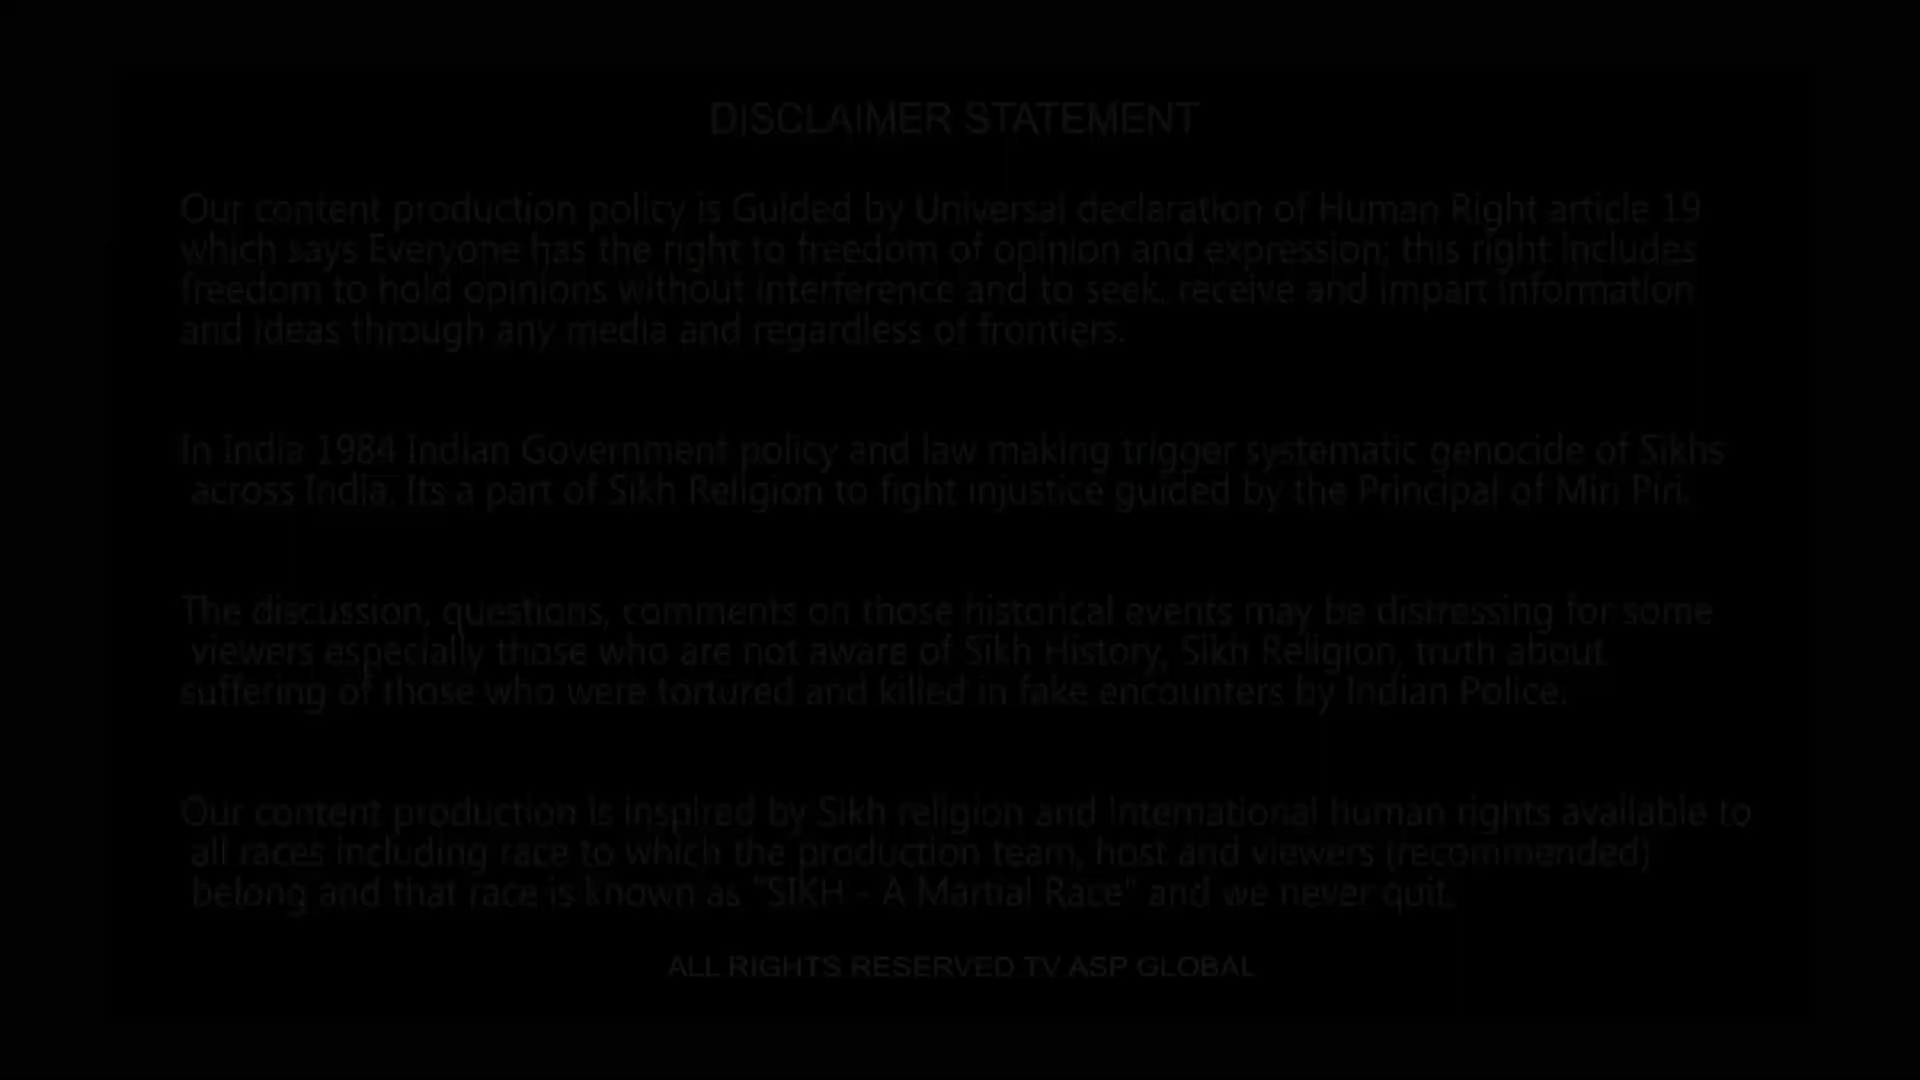 DISCLAIMER STATEMENT
Our content production policy is Guided by Universal declaration of Human Right article 19
which says Everyone has the right to freedom of opinion and expression; this right includes
freedom to hold opinions without interference and to seek, receive and impart information
and ideas through any media and regardless of frontiers.
In India 1984 Indian Government policy and law making trigger systematic genocide of Sikhs
across India. Its a part of Sikh Religion to fight injustice guided by the Principal of Miri Piri.
The discussion, questions, comments on those historical events may be distressing for some
viewers especially those who are not aware of Sikh History, Sikh Religion, truth about
suffering of those who were tortured and killed in fake encounters by Indian Police.
Our content production is inspired by Sikh religion and International human rights available to
all races including race to which the production team, host and viewers (recommended)
belong and that race is known as "SIKH - A Martial Race" and we never quit.
ALL RIGHTS RESERVED TV ASP GLOBAL